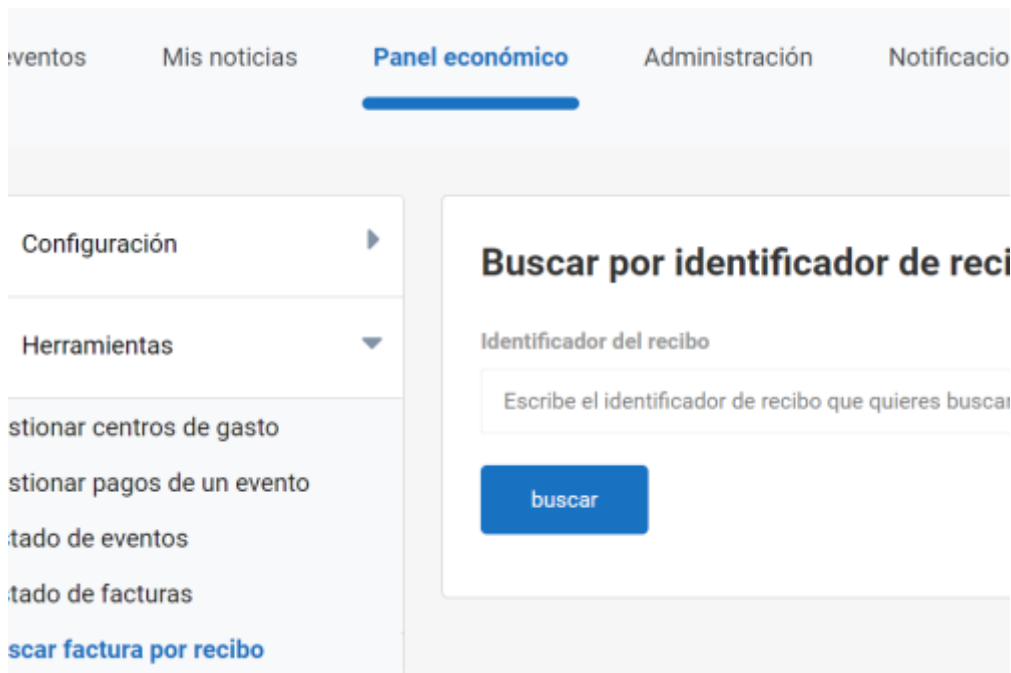 eventos Mis noticias Panel económico Administración Notificacio
Configuración
Herramientas
stionar centros de gasto
stionar pagos de un evento
tado de eventos
tado de facturas
scar factura por recibo
Buscar por identificador de reci
Identificador del recibo
Escribe el identificador de recibo que quieres buscar
buscar